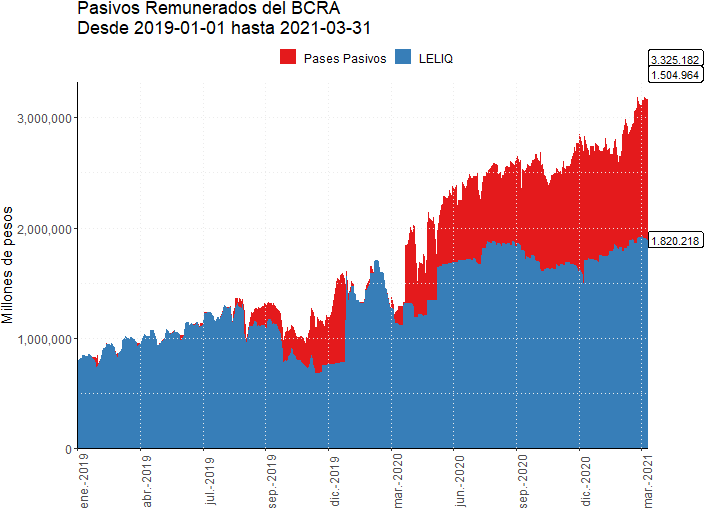 Pasivos Remunerados del BCRA
Desde 2019-01-01 hasta 2021-03-31
Pases Pasivos LELIQ
3.325.182
1.504.964
1.820.218
Millones de pesos
3,000,000
2,000,000
1,000,000
0
ene.-2019
abr.-2019
jul.-2019
sep.-2019
dic.-2019
mar.-2020
jun.-2020
sep.-2020
dic.-2020
mar.-2021